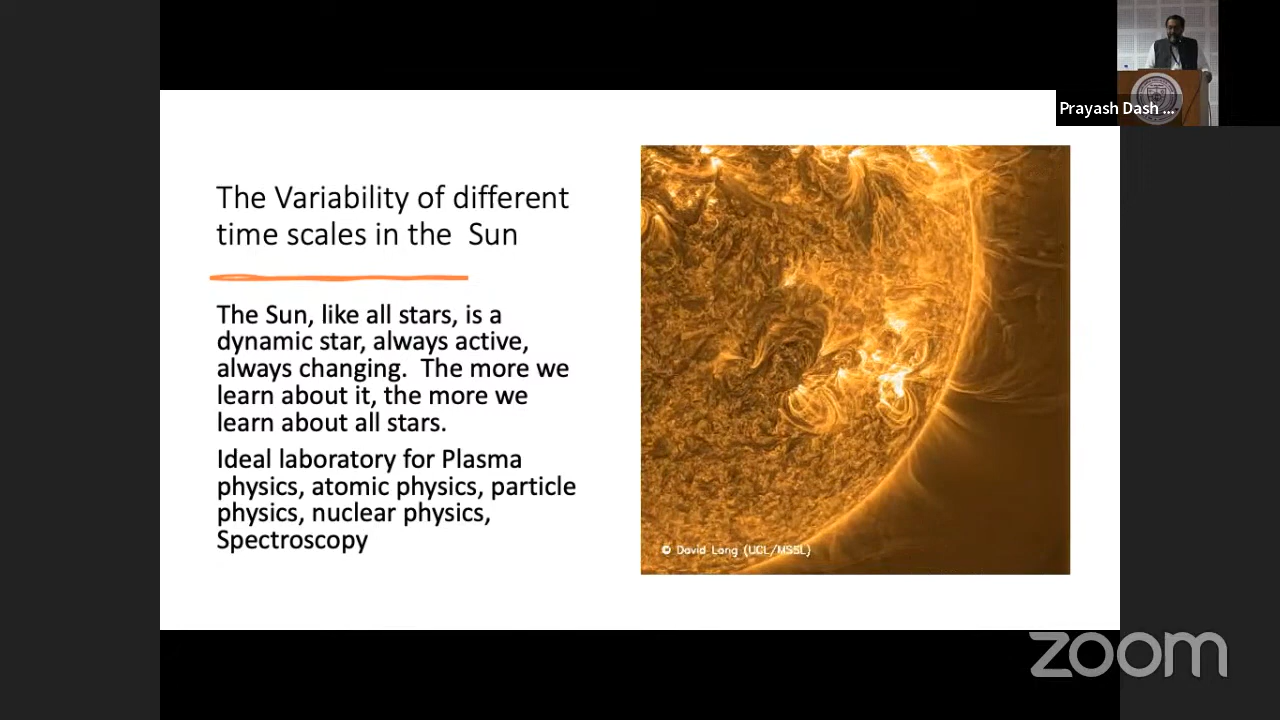 Prayash Dash ...
The Variability of different
time scales in the  Sun
The Sun, like all stars, is a
dynamic star, always active,
always changing.  The more we
learn about it, the more we
learn about all stars.
Ideal laboratory for Plasma
physics, atomic physics, particle
physics, nuclear physics,
Spectroscopy
© David Long (UCL/MSSL)
zoom